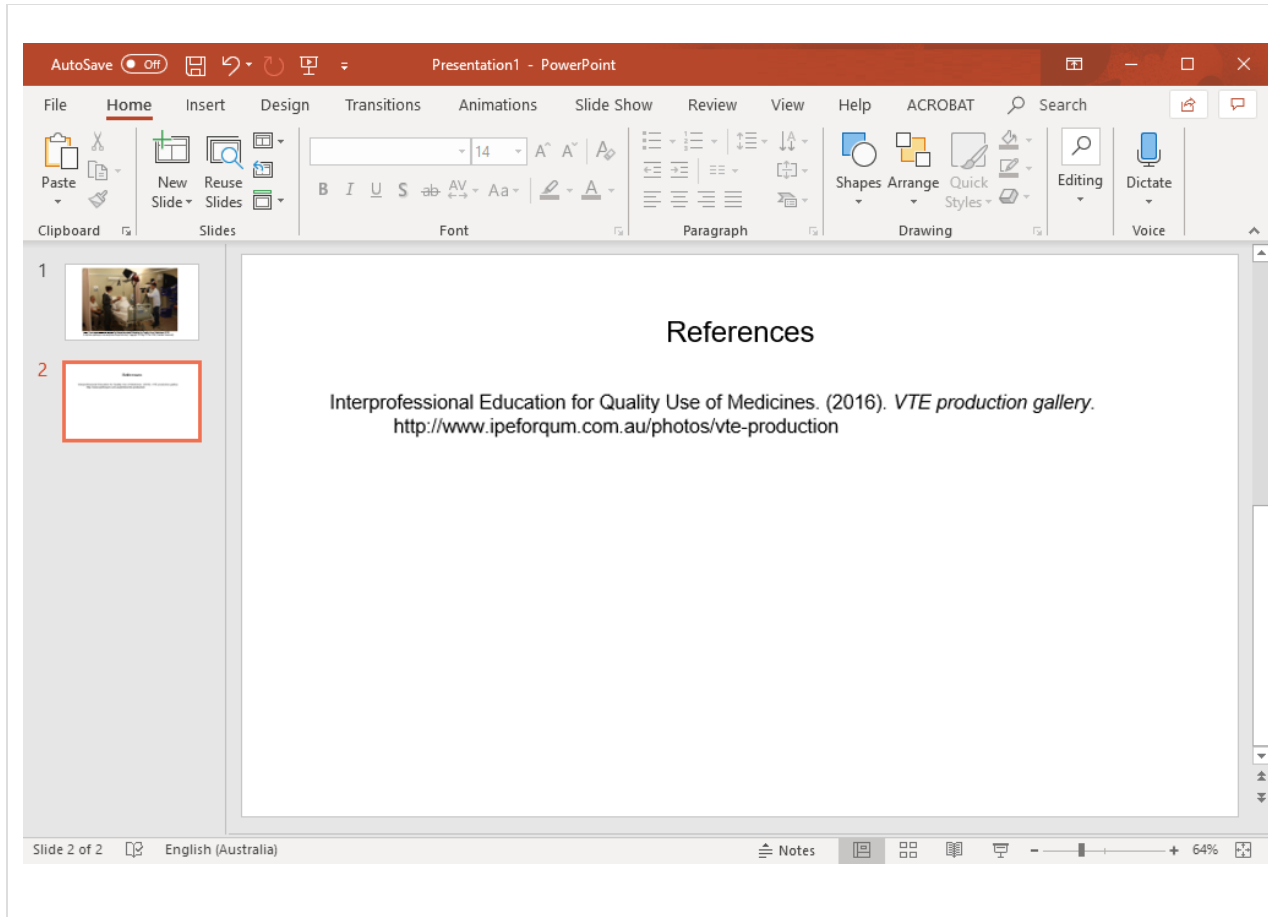 AutoSave Off Presentation1 - PowerPoint
File Home Insert Design Transitions Animations Slide Show Review View Help ACROBAT Search
14 A^ A˅ A
Paste New Reuse B I U S ab AV Aa A Shapes Arrange Quick Editing Dictate
Slide Slides Styles
Clipboard Slides Font Paragraph Drawing Voice
1
2
References
Interprofessional Education for Quality Use of Medicines. (2016). VTE production gallery.
http://www.ipeforqum.com.au/photos/vte-production
Slide 2 of 2 English (Australia) Notes 64%